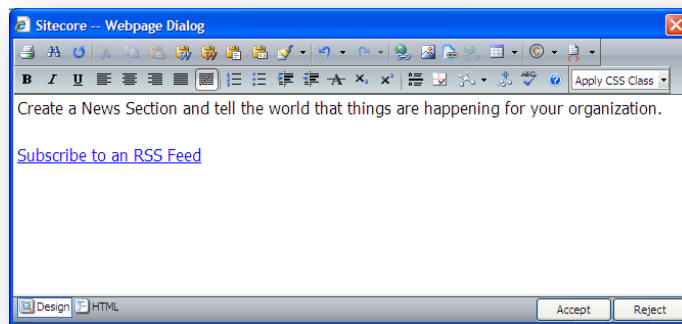 Sitecore -- Webpage Dialog
B I U Apply CSS Class
Create a News Section and tell the world that things are happening for your organization.
Subscribe to an RSS Feed
Design HTML Accept Reject